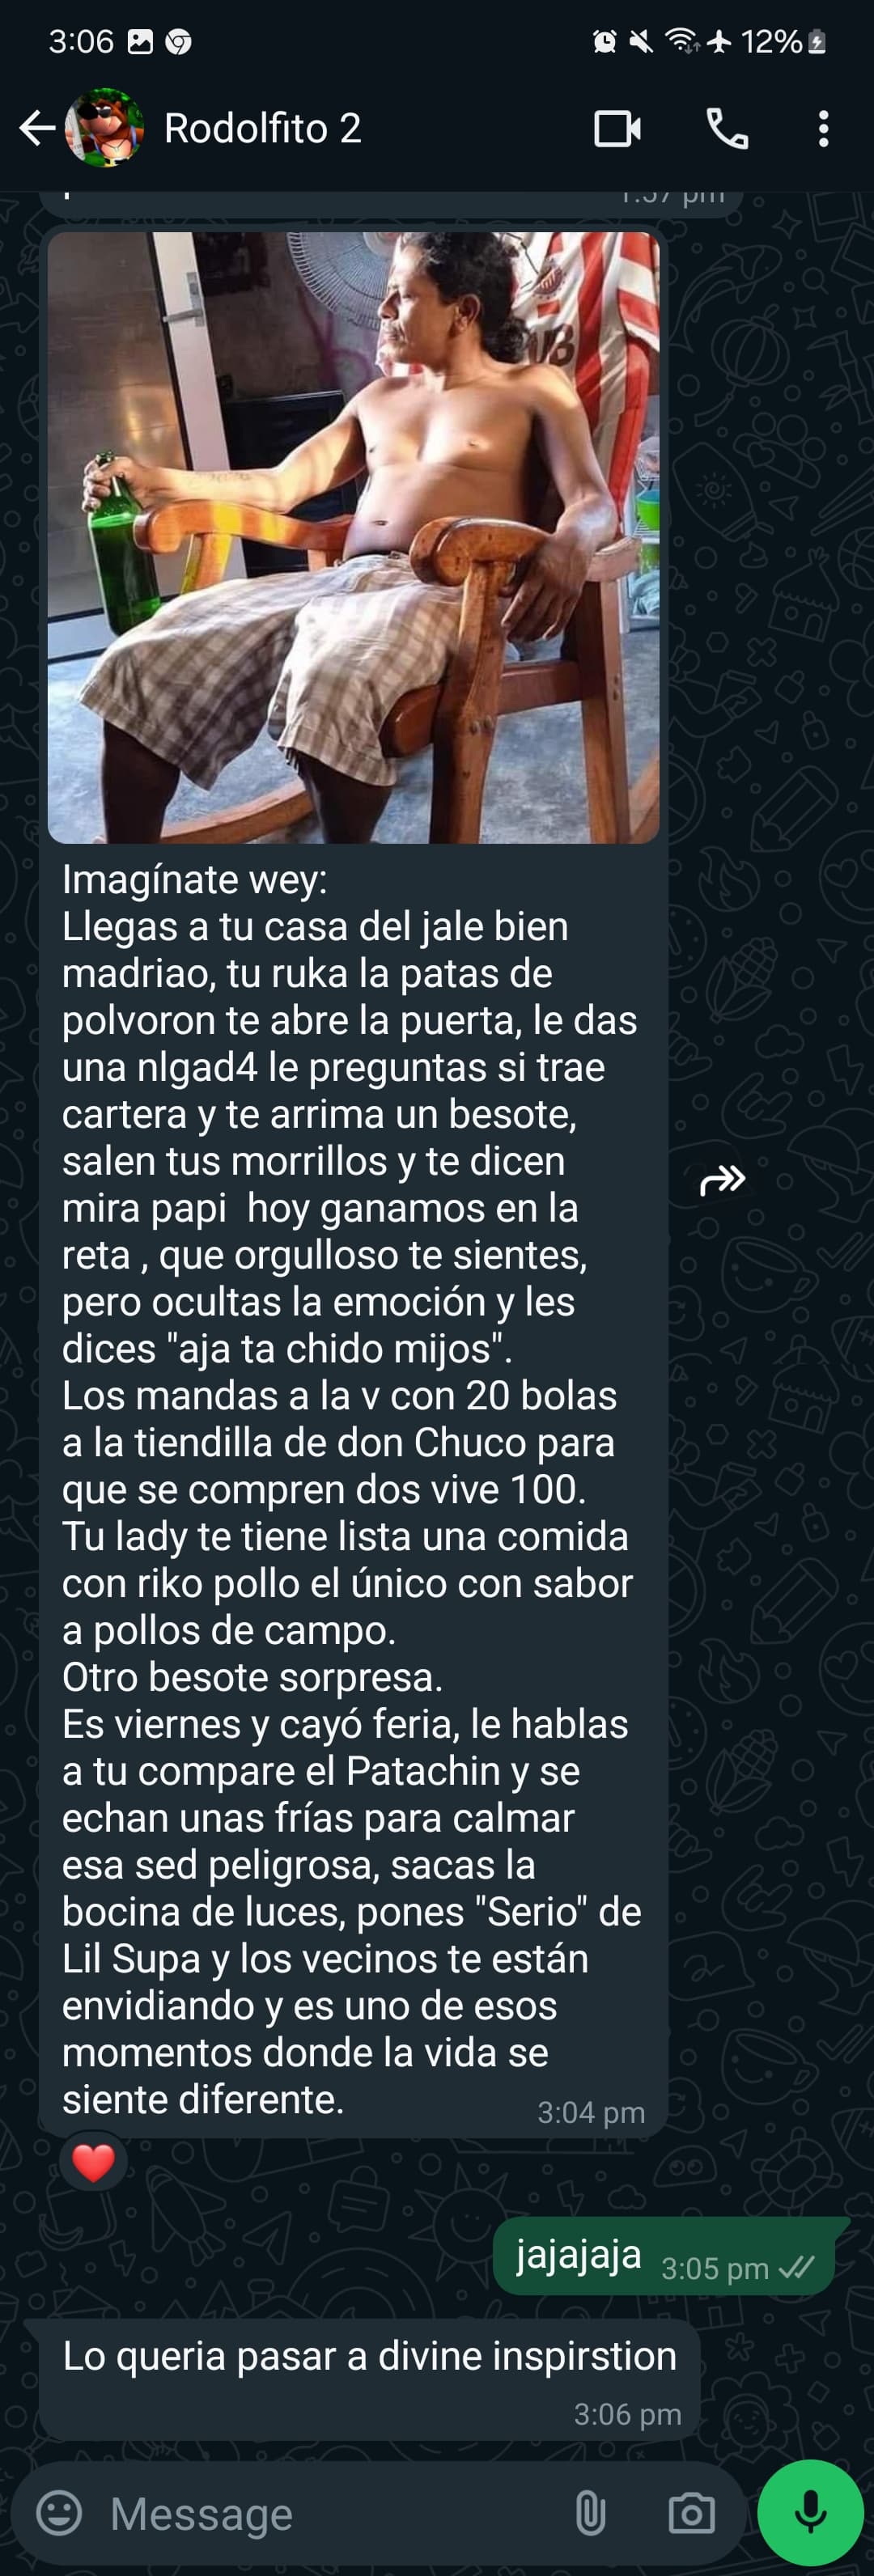 3:06
12%
Rodolfito 2
1:37 pm
Imagínate wey:
Llegas a tu casa del jale bien
madriao, tu ruka la patas de
polvoron te abre la puerta, le das
una nlgad4 le preguntas si trae
cartera y te arrima un besote,
salen tus morrillos y te dicen
mira papi  hoy ganamos en la
reta , que orgulloso te sientes,
pero ocultas la emoción y les
dices "aja ta chido mijos".
Los mandas a la v con 20 bolas
a la tiendilla de don Chuco para
que se compren dos vive 100.
Tu lady te tiene lista una comida
con riko pollo el único con sabor
a pollos de campo.
Otro besote sorpresa.
Es viernes y cayó feria, le hablas
a tu compare el Patachin y se
echan unas frías para calmar
esa sed peligrosa, sacas la
bocina de luces, pones "Serio" de
Lil Supa y los vecinos te están
envidiando y es uno de esos
momentos donde la vida se
siente diferente.
3:04 pm
jajajaja
3:05 pm
Lo queria pasar a divine inspirstion
3:06 pm
Message